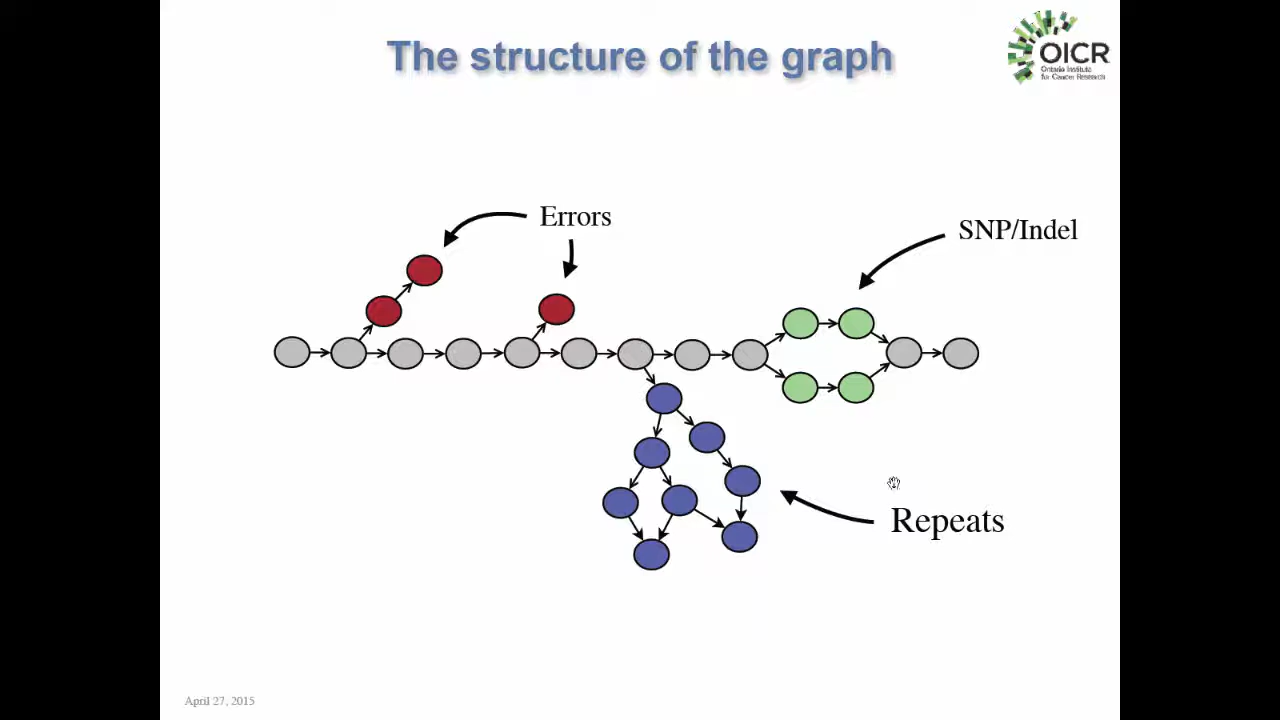 The structure of the graph
OICR
Ontario Institute
for Cancer Research
Errors
SNP/Indel
Repeats
April 27, 2015